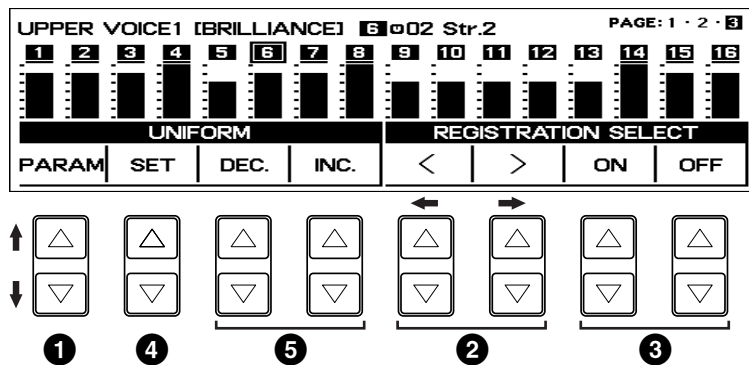 UPPER VOICE1 [BRILLIANCE] 6 02 Str.2 PAGE: 1 · 2 · 3
1 2 3 4 5 6 7 8 9 10 11 12 13 14 15 16
UNIFORM REGISTRATION SELECT
PARAM SET DEC. INC. < > ON OFF
1 4 5 2 3